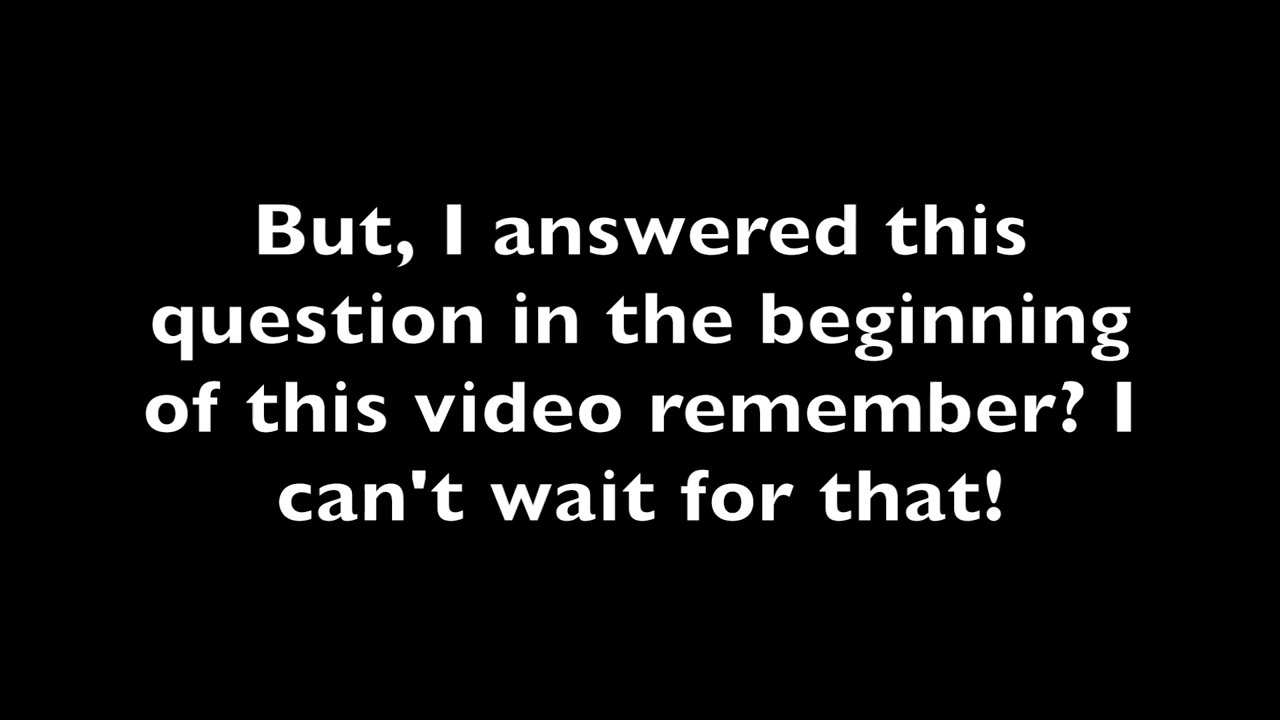 But, I answered this
question in the beginning
of this video remember? I
can't wait for that!